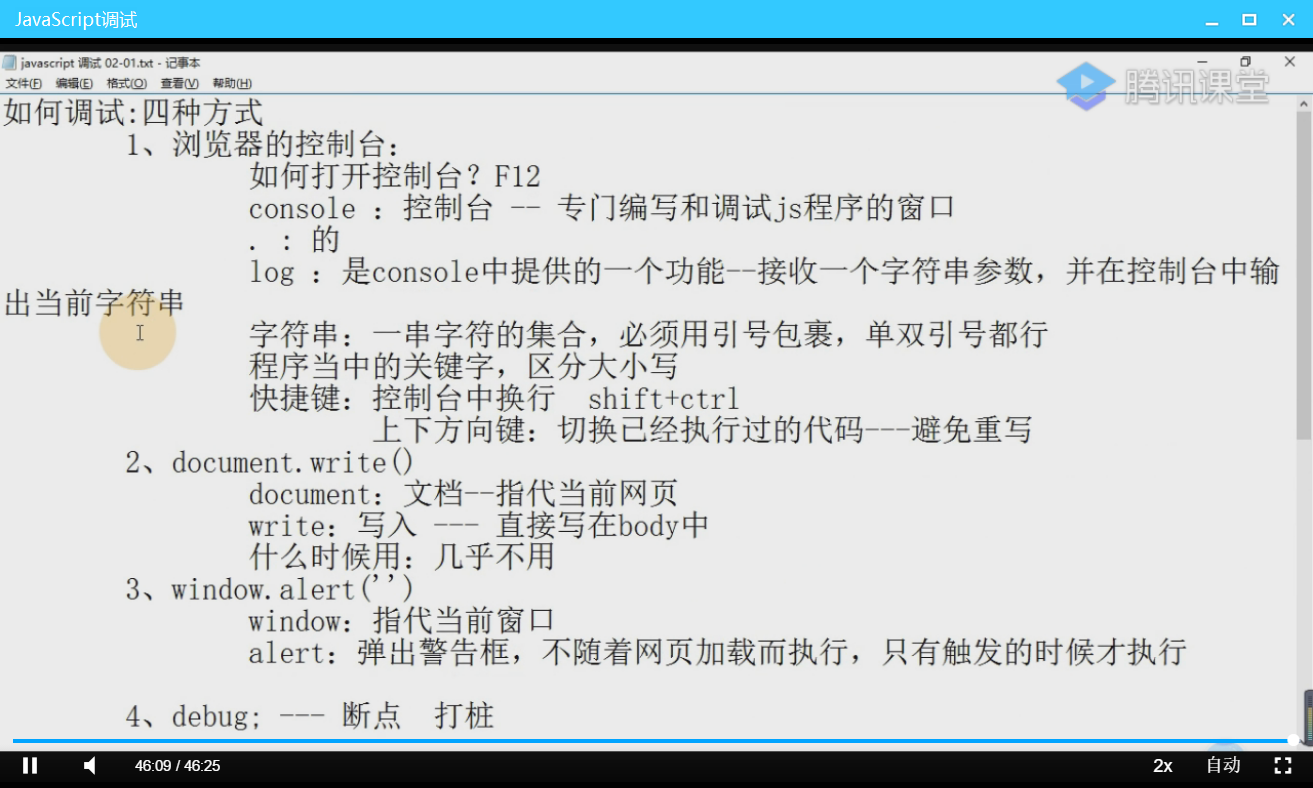 JavaScript调试
javascript 调试 02-01.txt - 记事本
文件(F) 编辑(E) 格式(O) 查看(V) 帮助(H)
腾讯课堂
如何调试:四种方式
1、浏览器的控制台:
如何打开控制台? F12
console : 控制台 -- 专门编写和调试js程序的窗口
. : 的
log : 是console中提供的一个功能--接收一个字符串参数, 并在控制台中输
出当前字符串
字符串: 一串字符的集合, 必须用引号包裹, 单双引号都行
程序当中的关键字, 区分大小写
快捷键: 控制台中换行 shift+ctrl
上下方向键: 切换已经执行过的代码---避免重写
2、document.write()
document: 文档--指代当前网页
write: 写入 --- 直接写在body中
什么时候用: 几乎不用
3、window.alert('')
window: 指代当前窗口
alert: 弹出警告框, 不随着网页加载而执行, 只有触发的时候才执行
4、debug; --- 断点 打桩
46:09 / 46:25
2x
自动